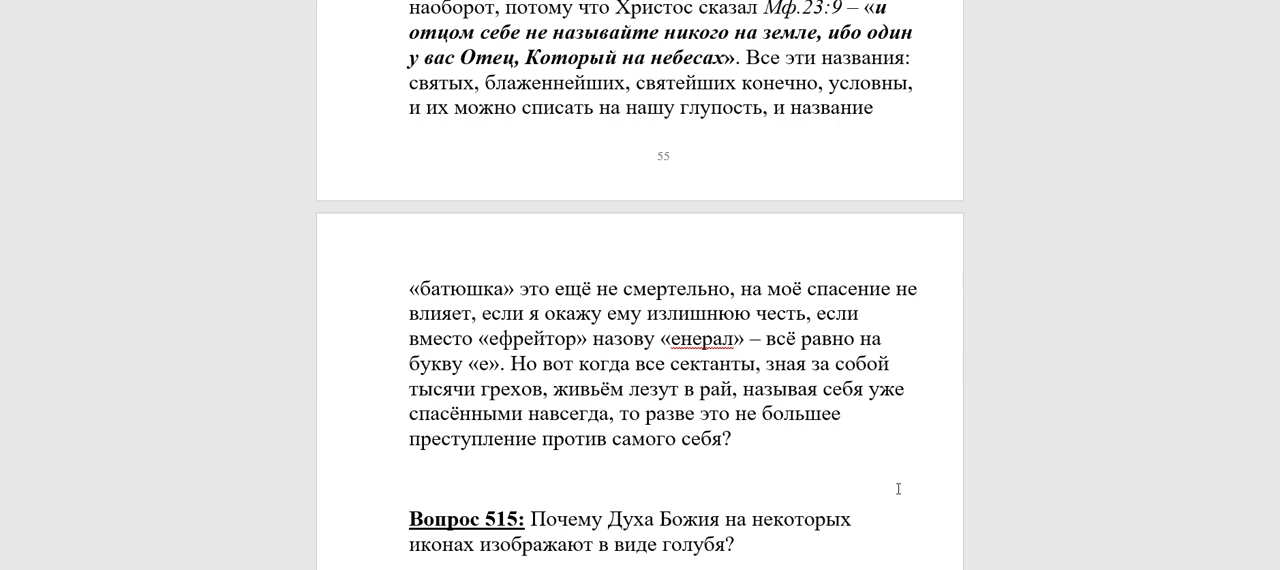 наоборот, потому что Христос сказал Мф.23:9 – «и
отцом себе не называйте никого на земле, ибо один
у вас Отец, Который на небесах». Все эти названия:
святых, блаженнейших, святейших конечно, условны,
и их можно списать на нашу глупость, и название
55
«батюшка» это ещё не смертельно, на моё спасение не
влияет, если я окажу ему излишнюю честь, если
вместо «ефрейтор» назову «енерал» – всё равно на
букву «е». Но вот когда все сектанты, зная за собой
тысячи грехов, живьём лезут в рай, называя себя уже
спасёнными навсегда, то разве это не большее
преступление против самого себя?
Вопрос 515: Почему Духа Божия на некоторых
иконах изображают в виде голубя?